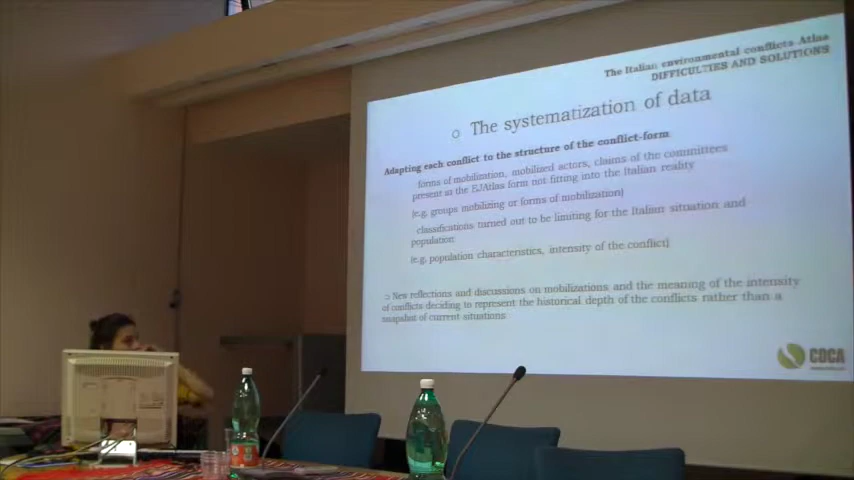 The Italian environmental conflicts Atlas
DIFFICULTIES AND SOLUTIONS
○ The systematization of data
Adapting each conflict to the structure of the conflict-form
forms of mobilization, mobilised actors, claims of the committees
present in the EJAtlas form not fitting into the Italian reality
(e.g. groups mobilizing or forms of mobilization)
classifications turned out to be limiting for the Italian situation and
population
(e.g. population characteristics, intensity of the conflict)
○ New reflections and discussions on mobilizations and the meaning of the intensity
of conflicts deciding to represent the historical depth of the conflicts rather than a
snapshot of current situations
CDCA